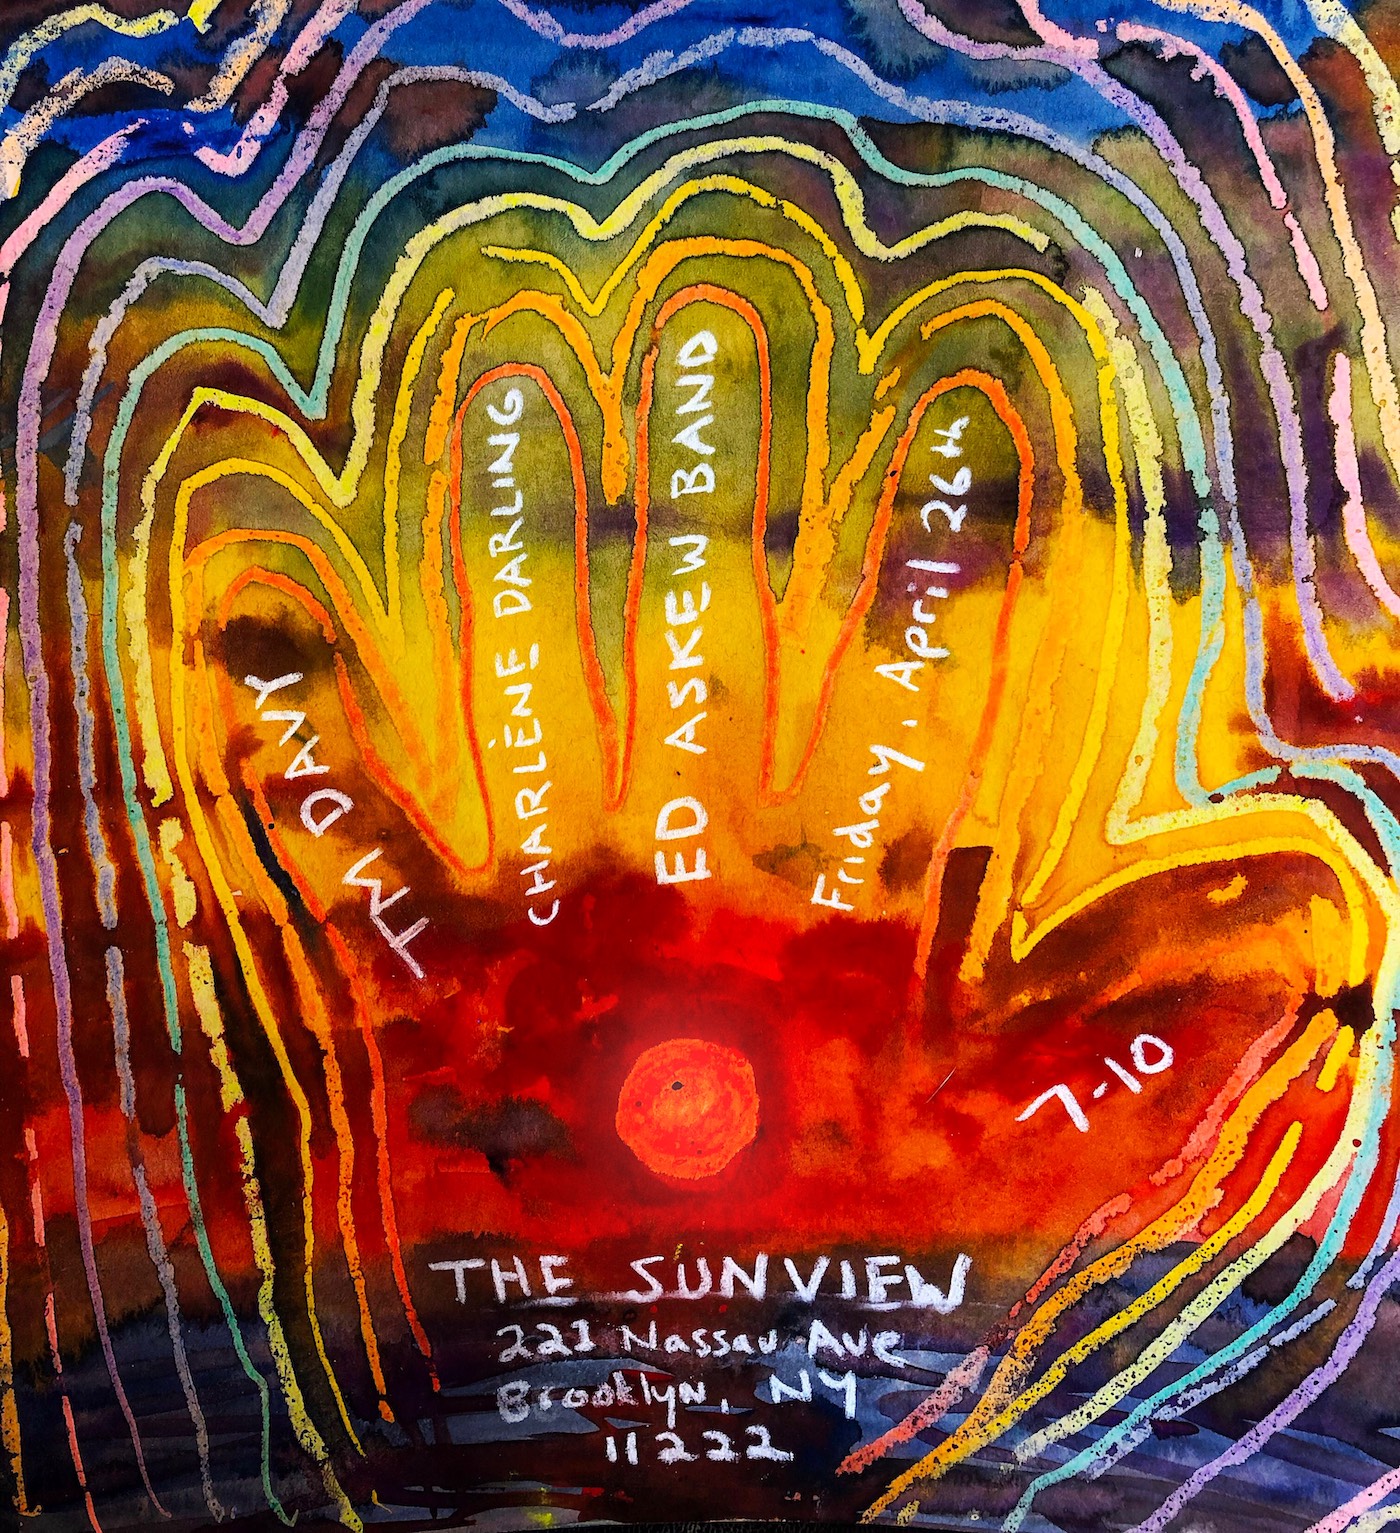 TM DAVY
CHARLÈNE DARLING
ED ASKEW BAND
Friday, April 26th
7-10
THE SUNVIEW
221 Nassau Ave
Brooklyn, NY
11222